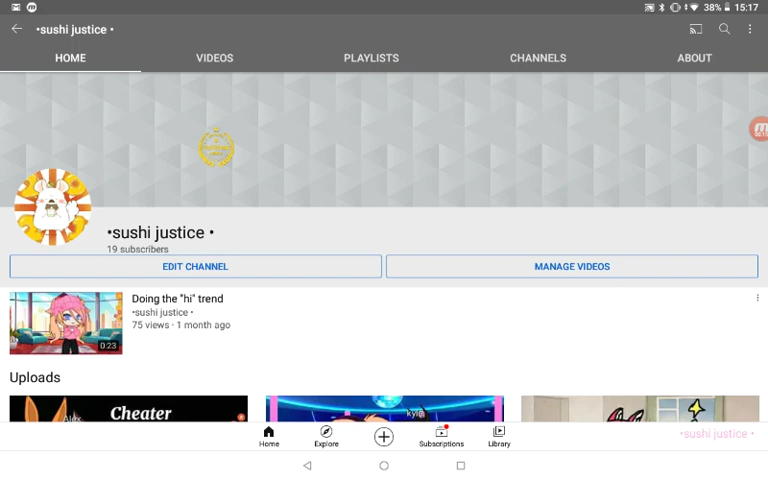 38% 15:17
•sushi justice •
HOME VIDEOS PLAYLISTS CHANNELS ABOUT
•sushi justice •
19 subscribers
EDIT CHANNEL MANAGE VIDEOS
Doing the "hi" trend
•sushi justice •
75 views · 1 month ago
0:23
Uploads
Alex Cheater kyle
Home Explore Subscriptions Library
•sushi justice •